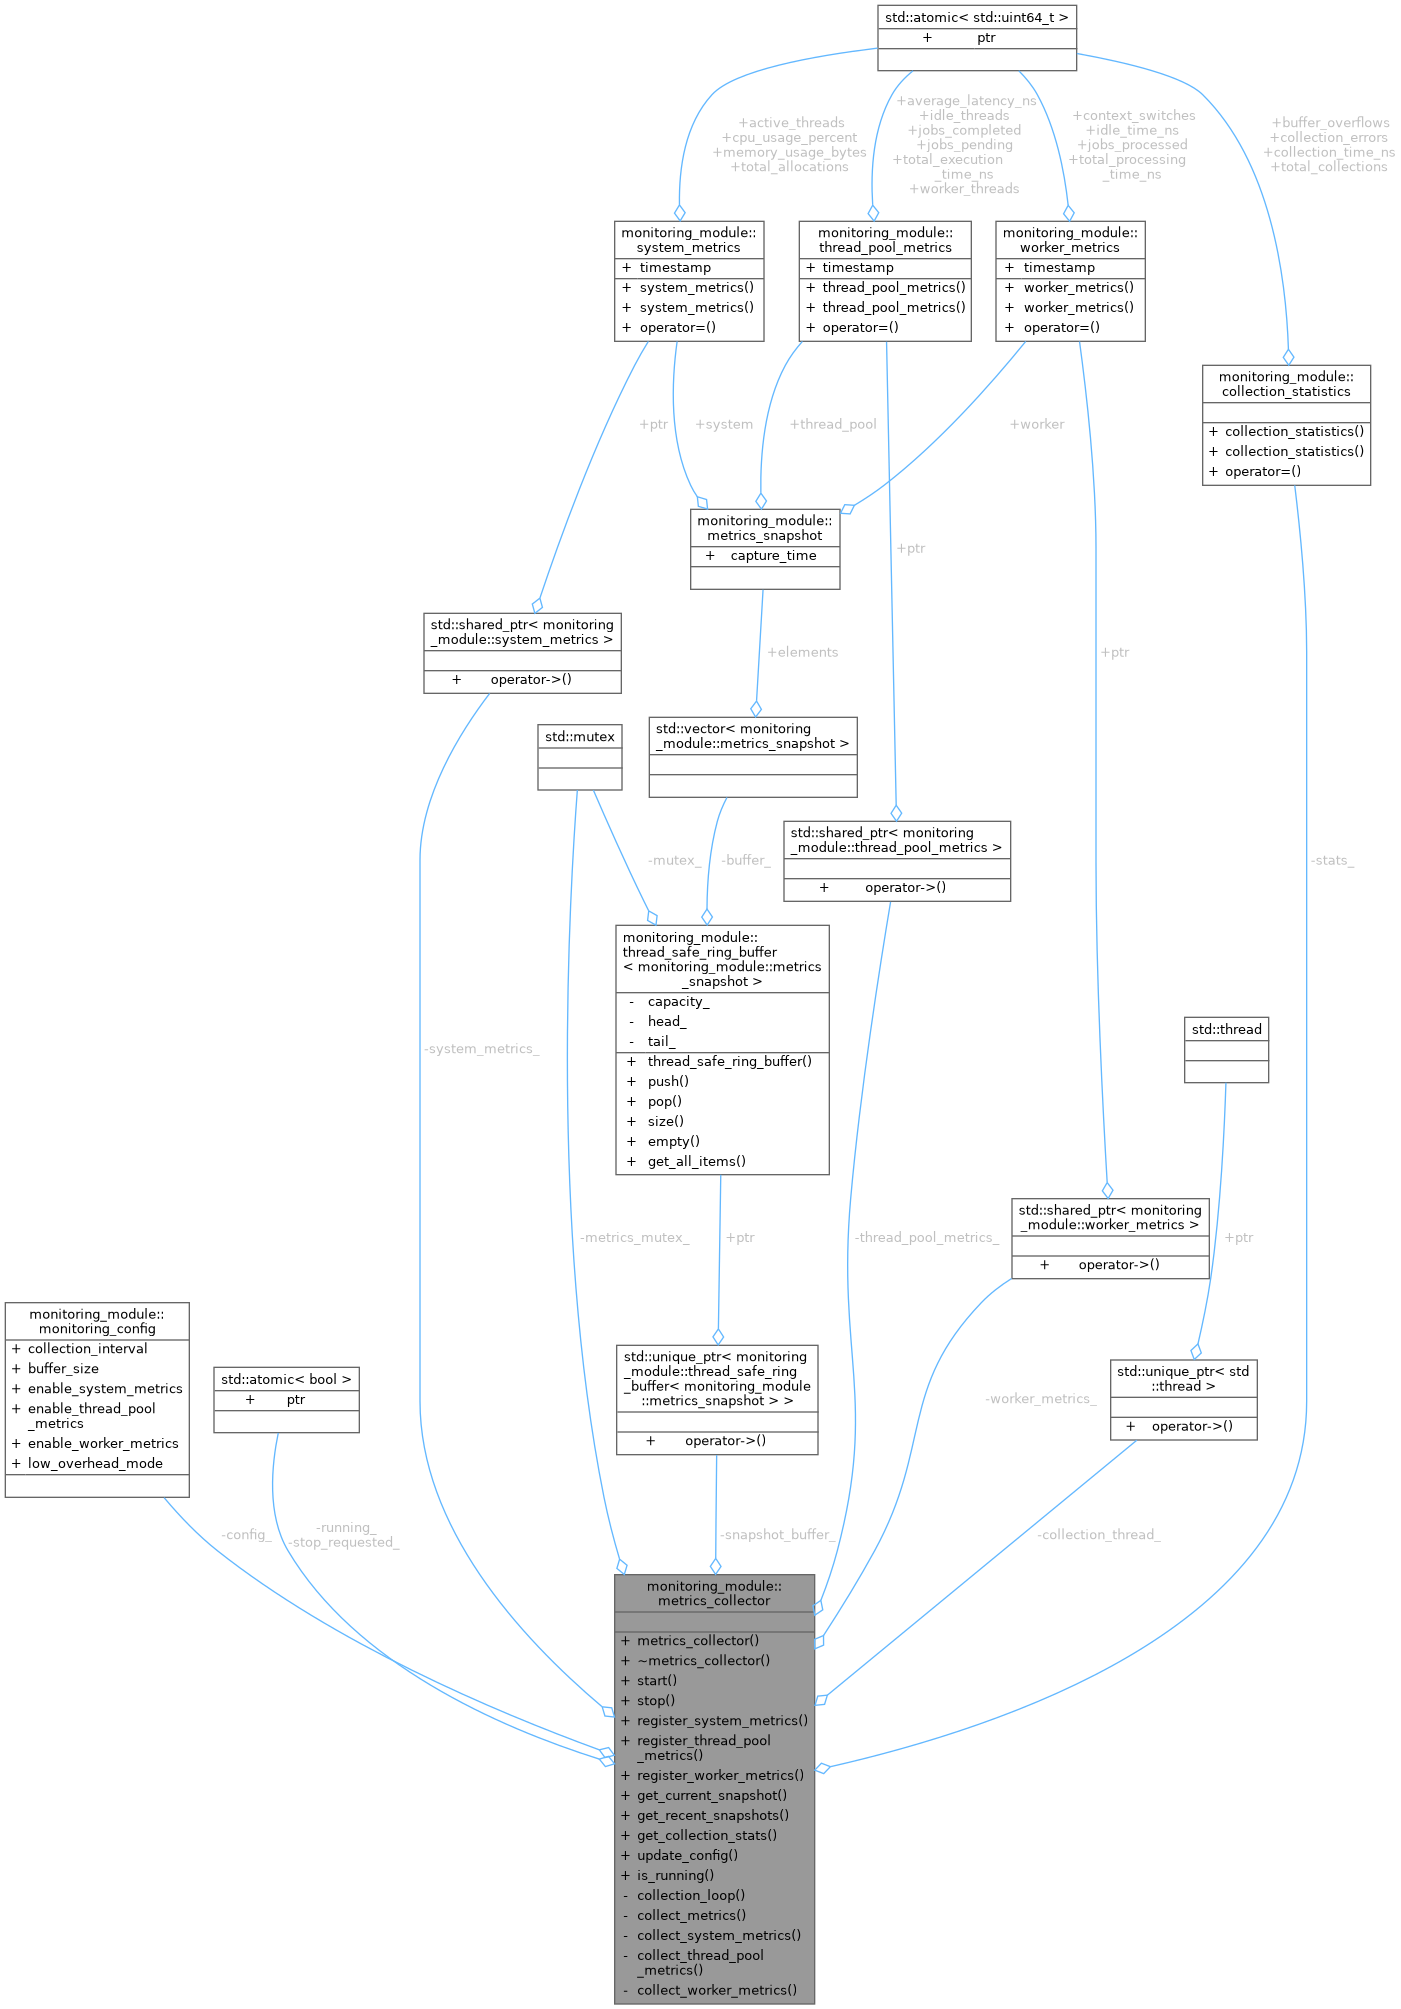 std::atomic< std::uint64_t >
+ ptr
+average_latency_ns
+idle_threads
+jobs_completed
+jobs_pending
+total_execution
_time_ns
+worker_threads
+active_threads
+cpu_usage_percent
+memory_usage_bytes
+total_allocations
+context_switches
+idle_time_ns
+jobs_processed
+total_processing
_time_ns
+buffer_overflows
+collection_errors
+collection_time_ns
+total_collections
monitoring_module::
system_metrics
+ timestamp
+ system_metrics()
+ system_metrics()
+ operator=()
monitoring_module::
thread_pool_metrics
+ timestamp
+ thread_pool_metrics()
+ thread_pool_metrics()
+ operator=()
monitoring_module::
worker_metrics
+ timestamp
+ worker_metrics()
+ worker_metrics()
+ operator=()
monitoring_module::
collection_statistics
+ collection_statistics()
+ collection_statistics()
+ operator=()
+ptr
+system
+thread_pool
+worker
monitoring_module::
metrics_snapshot
+ capture_time
+ptr
std::shared_ptr< monitoring
_module::system_metrics >
+ operator->()
+elements
+ptr
std::mutex
std::vector< monitoring
_module::metrics_snapshot >
std::shared_ptr< monitoring
_module::thread_pool_metrics >
+ operator->()
-mutex_
-buffer_
-stats_
monitoring_module::
thread_safe_ring_buffer
< monitoring_module::metrics
_snapshot >
- capacity_
- head_
- tail_
+ thread_safe_ring_buffer()
+ push()
+ pop()
+ size()
+ empty()
+ get_all_items()
std::thread
-system_metrics_
std::shared_ptr< monitoring
_module::worker_metrics >
+ operator->()
-metrics_mutex_
+ptr
-thread_pool_metrics_
+ptr
monitoring_module::
monitoring_config
+ collection_interval
+ buffer_size
+ enable_system_metrics
+ enable_thread_pool
_metrics
+ enable_worker_metrics
+ low_overhead_mode
std::atomic< bool >
+ ptr
std::unique_ptr< monitoring
_module::thread_safe_ring
_buffer< monitoring_module
::metrics_snapshot > >
+ operator->()
-worker_metrics_
std::unique_ptr< std
::thread >
+ operator->()
-config_
-running_
-stop_requested_
-snapshot_buffer_
-collection_thread_
monitoring_module::
metrics_collector
+ metrics_collector()
+ ~metrics_collector()
+ start()
+ stop()
+ register_system_metrics()
+ register_thread_pool
_metrics()
+ register_worker_metrics()
+ get_current_snapshot()
+ get_recent_snapshots()
+ get_collection_stats()
+ update_config()
+ is_running()
- collection_loop()
- collect_metrics()
- collect_system_metrics()
- collect_thread_pool
_metrics()
- collect_worker_metrics()